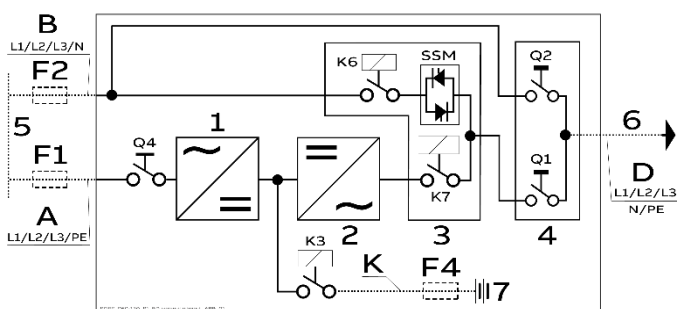 B
L1/L2/L3/N
F2
K6
SSM
Q2
5
1
6
F1
Q4
Q1
D
L1/L2/L3
N/PE
A
L1/L2/L3/PE
K7
2
3
4
K3
K
F4
7